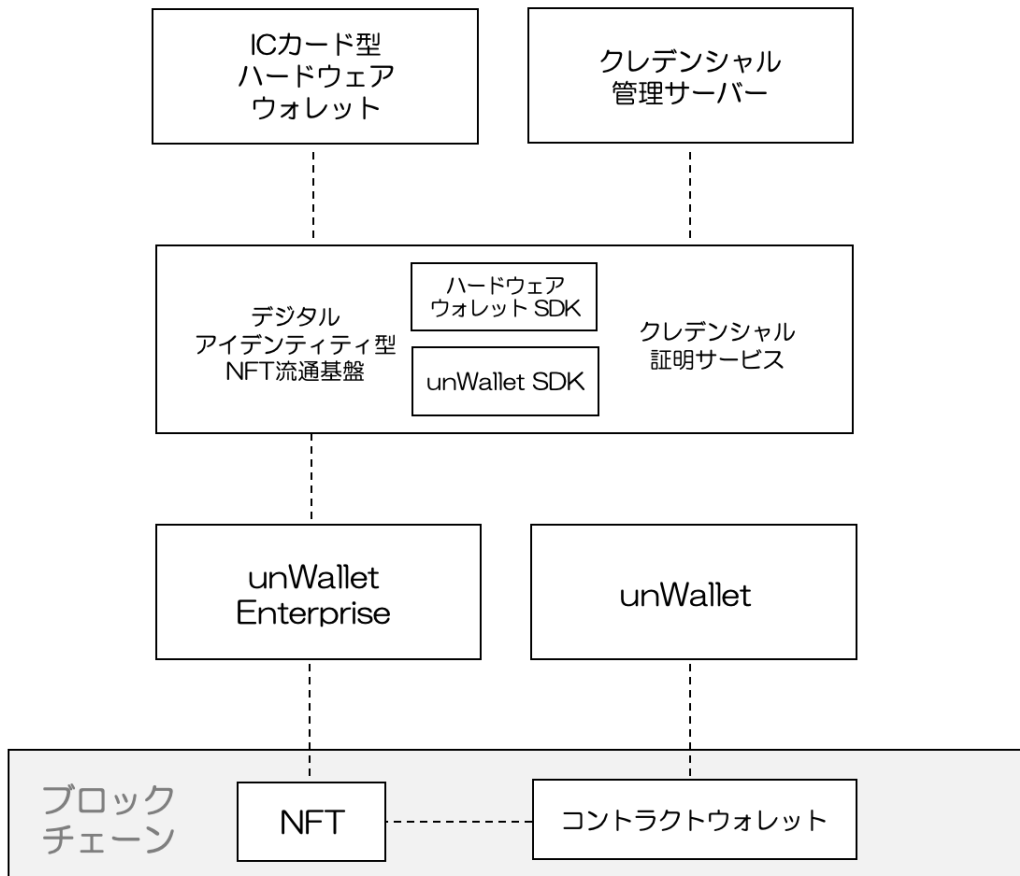 ICカード型
ハードウェア
ウォレット
クレデンシャル
管理サーバー
デジタル
アイデンティティ型
NFT流通基盤
ハードウェア
ウォレット SDK
unWallet SDK
クレデンシャル
証明サービス
unWallet
Enterprise
unWallet
ブロック
チェーン
NFT
コントラクトウォレット